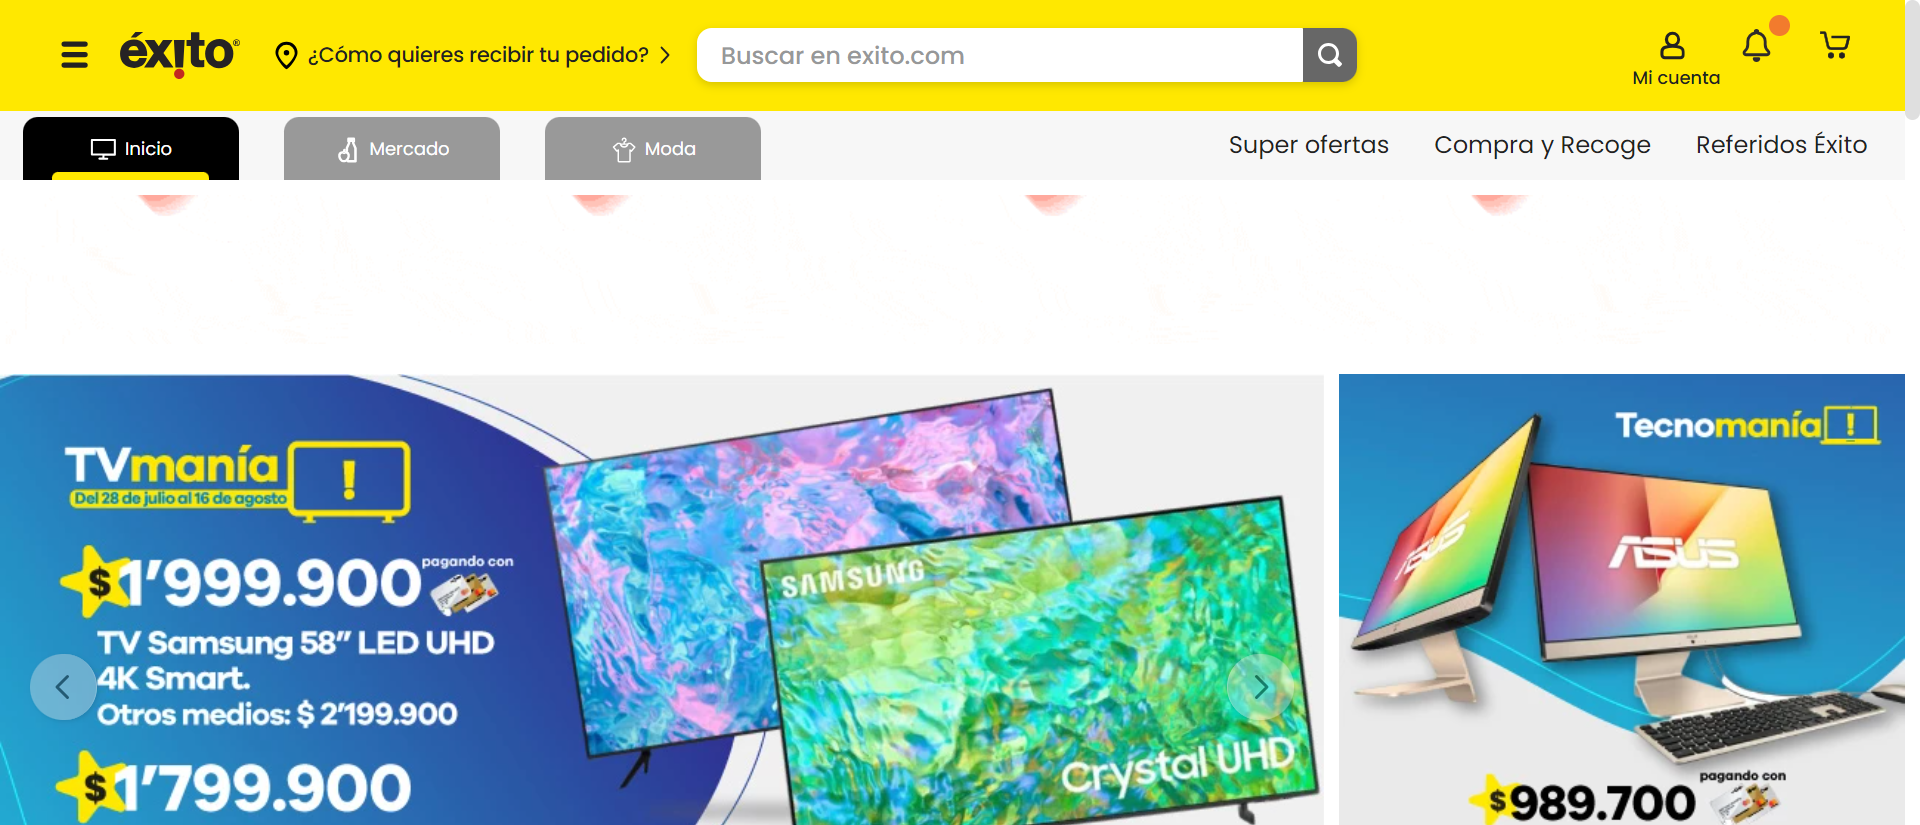 éxito®
¿Cómo quieres recibir tu pedido?
Buscar en exito.com
Mi cuenta
Inicio
Mercado
Moda
Super ofertas
Compra y Recoge
Referidos Éxito
TVmanía
Del 28 de julio al 16 de agosto
$1'999.900
pagando con
TV Samsung 58” LED UHD
4K Smart.
Otros medios: $ 2'199.900
$1'799.900
SAMSUNG
Crystal UHD
Tecnomanía!
ASUS
ASUS
pagando con
$989.700